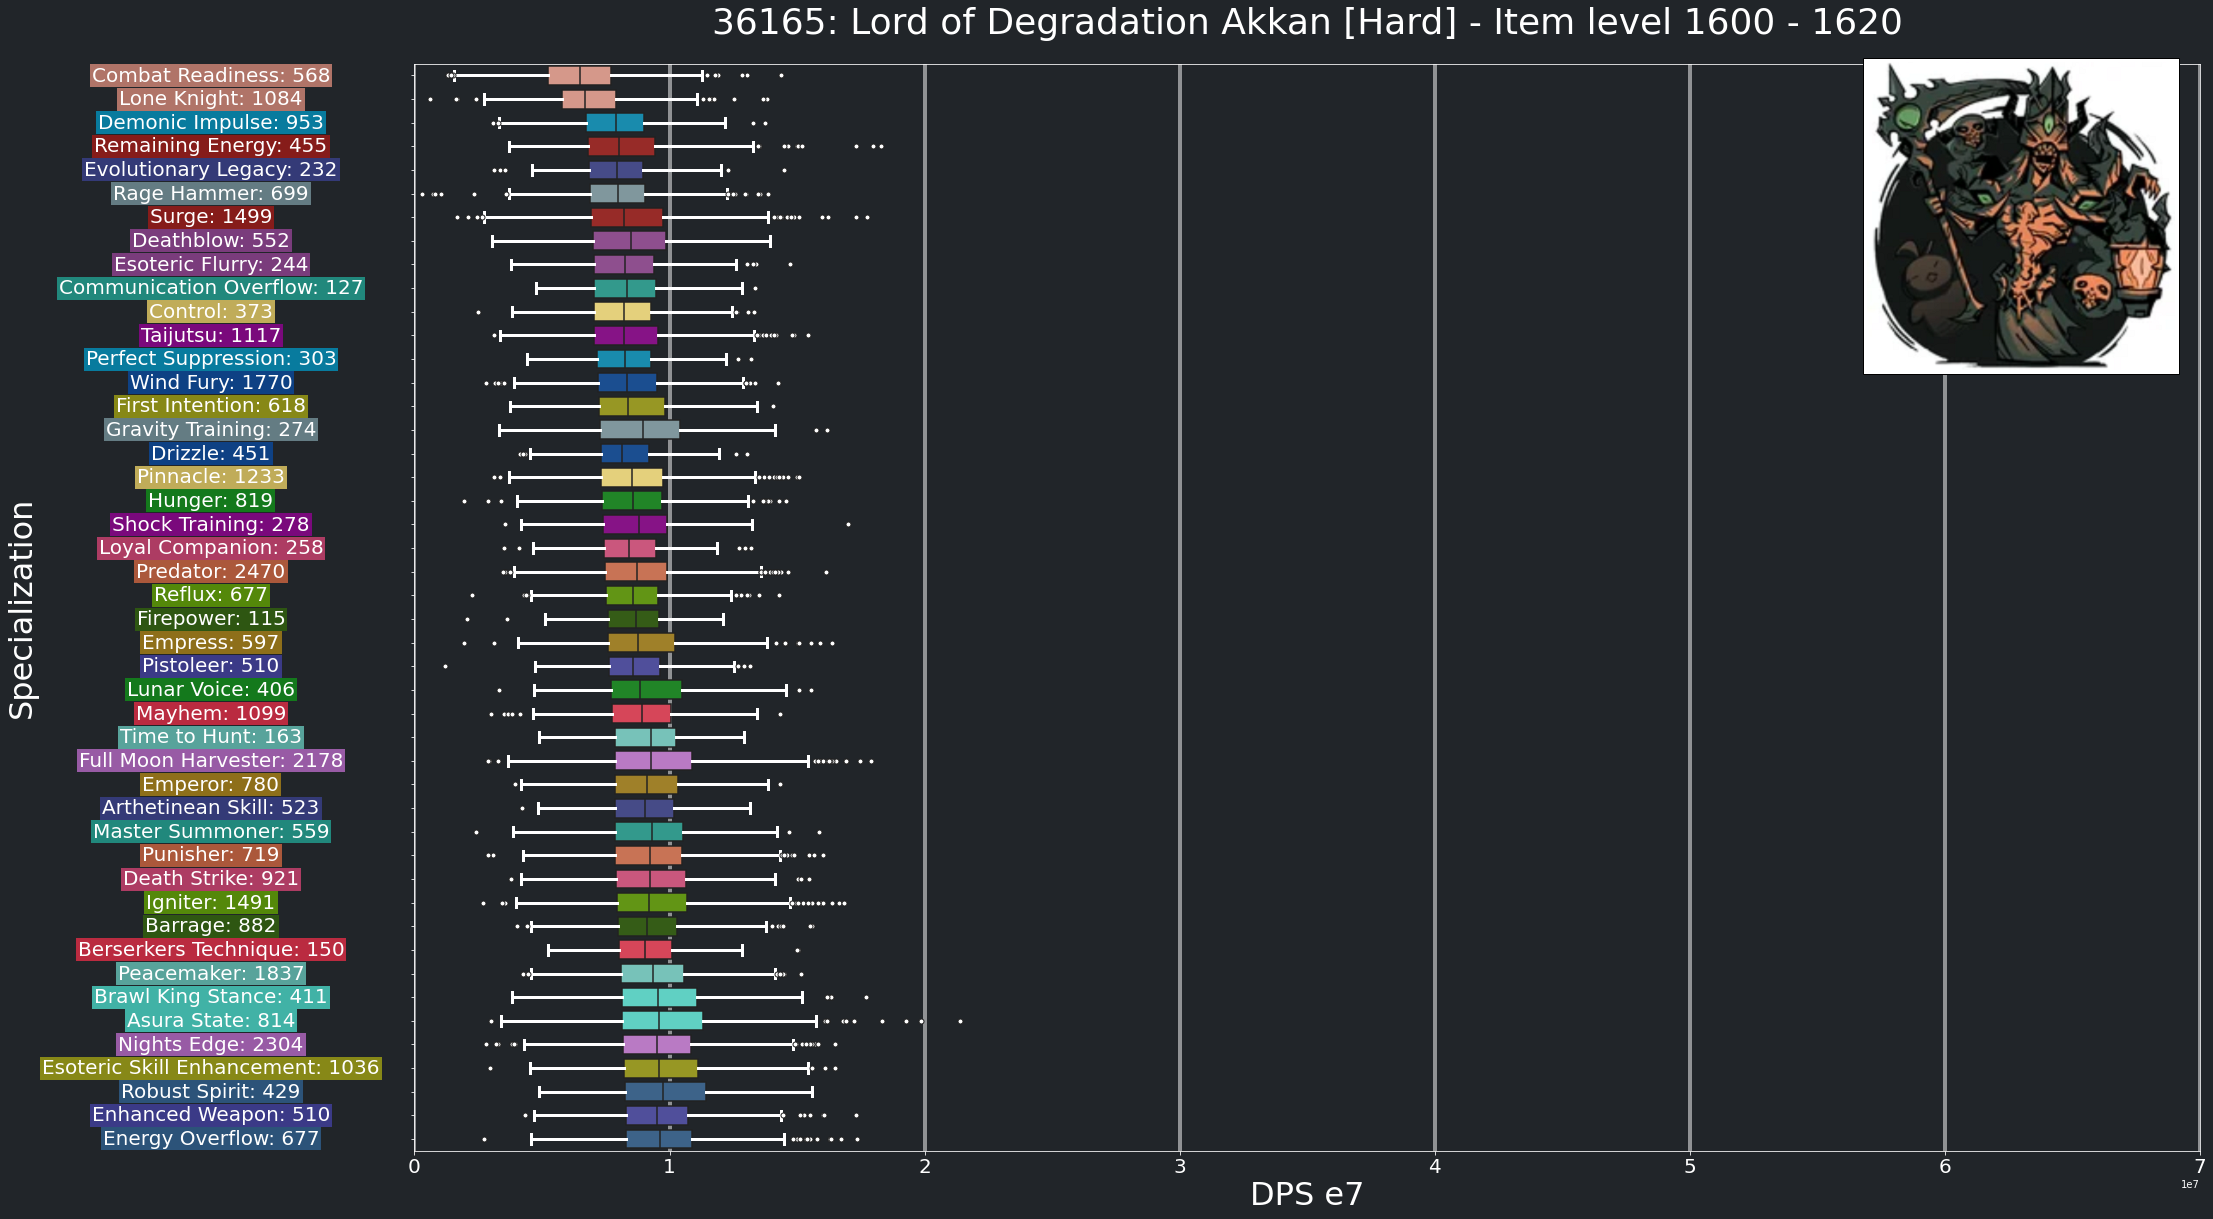 36165: Lord of Degradation Akkan [Hard] - Item level 1600 - 1620
Specialization
Combat Readiness: 568
Lone Knight: 1084
Demonic Impulse: 953
Remaining Energy: 455
Evolutionary Legacy: 232
Rage Hammer: 699
Surge: 1499
Deathblow: 552
Esoteric Flurry: 244
Communication Overflow: 127
Control: 373
Taijutsu: 1117
Perfect Suppression: 303
Wind Fury: 1770
First Intention: 618
Gravity Training: 274
Drizzle: 451
Pinnacle: 1233
Hunger: 819
Shock Training: 278
Loyal Companion: 258
Predator: 2470
Reflux: 677
Firepower: 115
Empress: 597
Pistoleer: 510
Lunar Voice: 406
Mayhem: 1099
Time to Hunt: 163
Full Moon Harvester: 2178
Emperor: 780
Arthetinean Skill: 523
Master Summoner: 559
Punisher: 719
Death Strike: 921
Igniter: 1491
Barrage: 882
Berserkers Technique: 150
Peacemaker: 1837
Brawl King Stance: 411
Asura State: 814
Nights Edge: 2304
Esoteric Skill Enhancement: 1036
Robust Spirit: 429
Enhanced Weapon: 510
Energy Overflow: 677
0 1 2 3 4 5 6 7
1e7
DPS e7